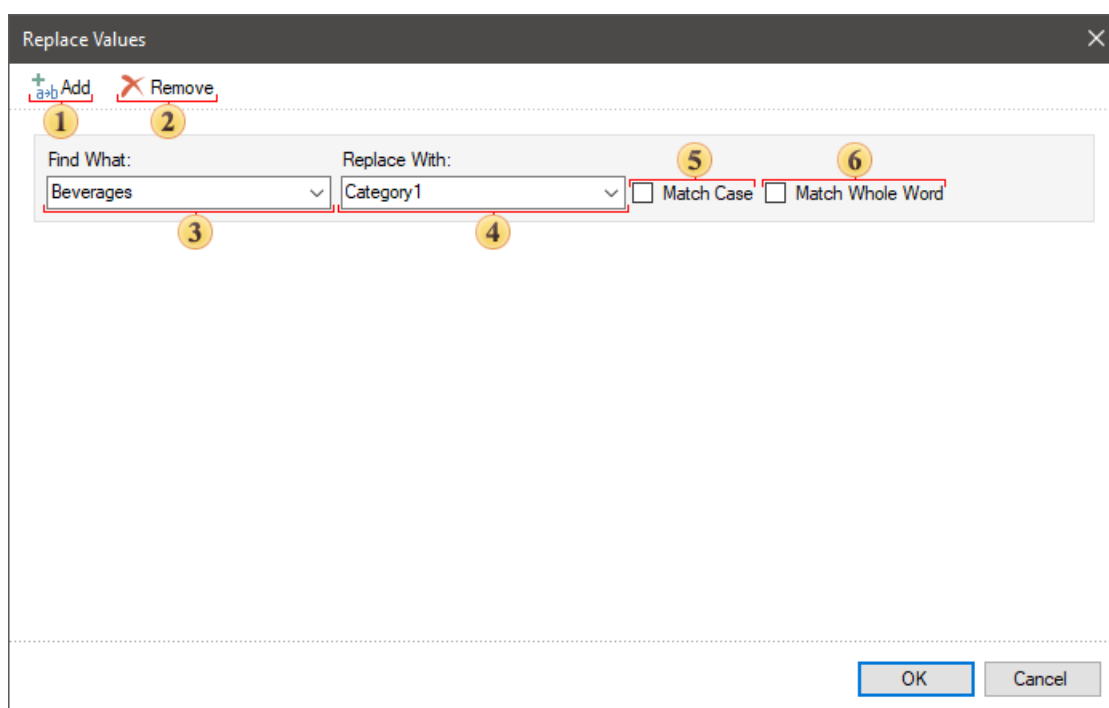 Replace Values
a b Add Remove
1 2
Find What: Replace With: 5 6
Beverages Category1 Match Case Match Whole Word
3 4
OK Cancel